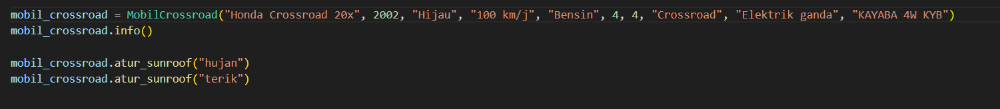 mobil_crossroad = MobilCrossroad("Honda Crossroad 20x", 2002, "Hijau", "100 km/j", "Bensin", 4, 4, "Crossroad", "Elektrik ganda", "KAYABA 4W KYB")
mobil_crossroad.info()
mobil_crossroad.atur_sunroof("hujan")
mobil_crossroad.atur_sunroof("terik")